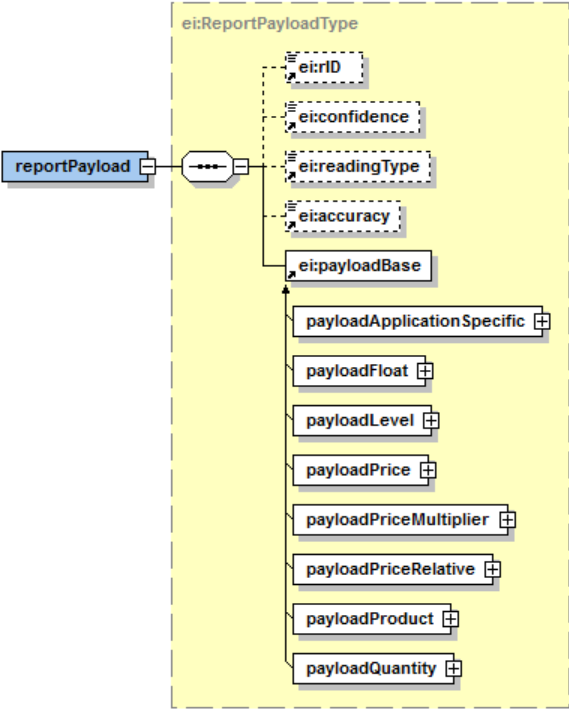 ei:ReportPayloadType
ei:rID
ei:confidence
reportPayload
ei:readingType
ei:accuracy
ei:payloadBase
payloadApplicationSpecific
payloadFloat
payloadLevel
payloadPrice
payloadPriceMultiplier
payloadPriceRelative
payloadProduct
payloadQuantity